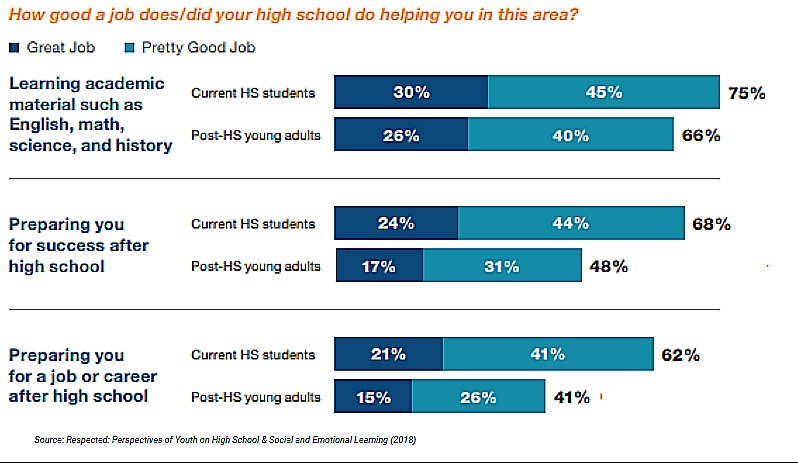 How good a job does/did your high school do helping you in this area?
Great Job Pretty Good Job
Learning academic
material such as
English, math,
science, and history
Current HS students 30% 45% 75%
Post-HS young adults 26% 40% 66%
Preparing you
for success after
high school
Current HS students 24% 44% 68%
Post-HS young adults 17% 31% 48%
Preparing you
for a job or career
after high school
Current HS students 21% 41% 62%
Post-HS young adults 15% 26% 41%
Source: Respected: Perspectives of Youth on High School & Social and Emotional Learning (2018)